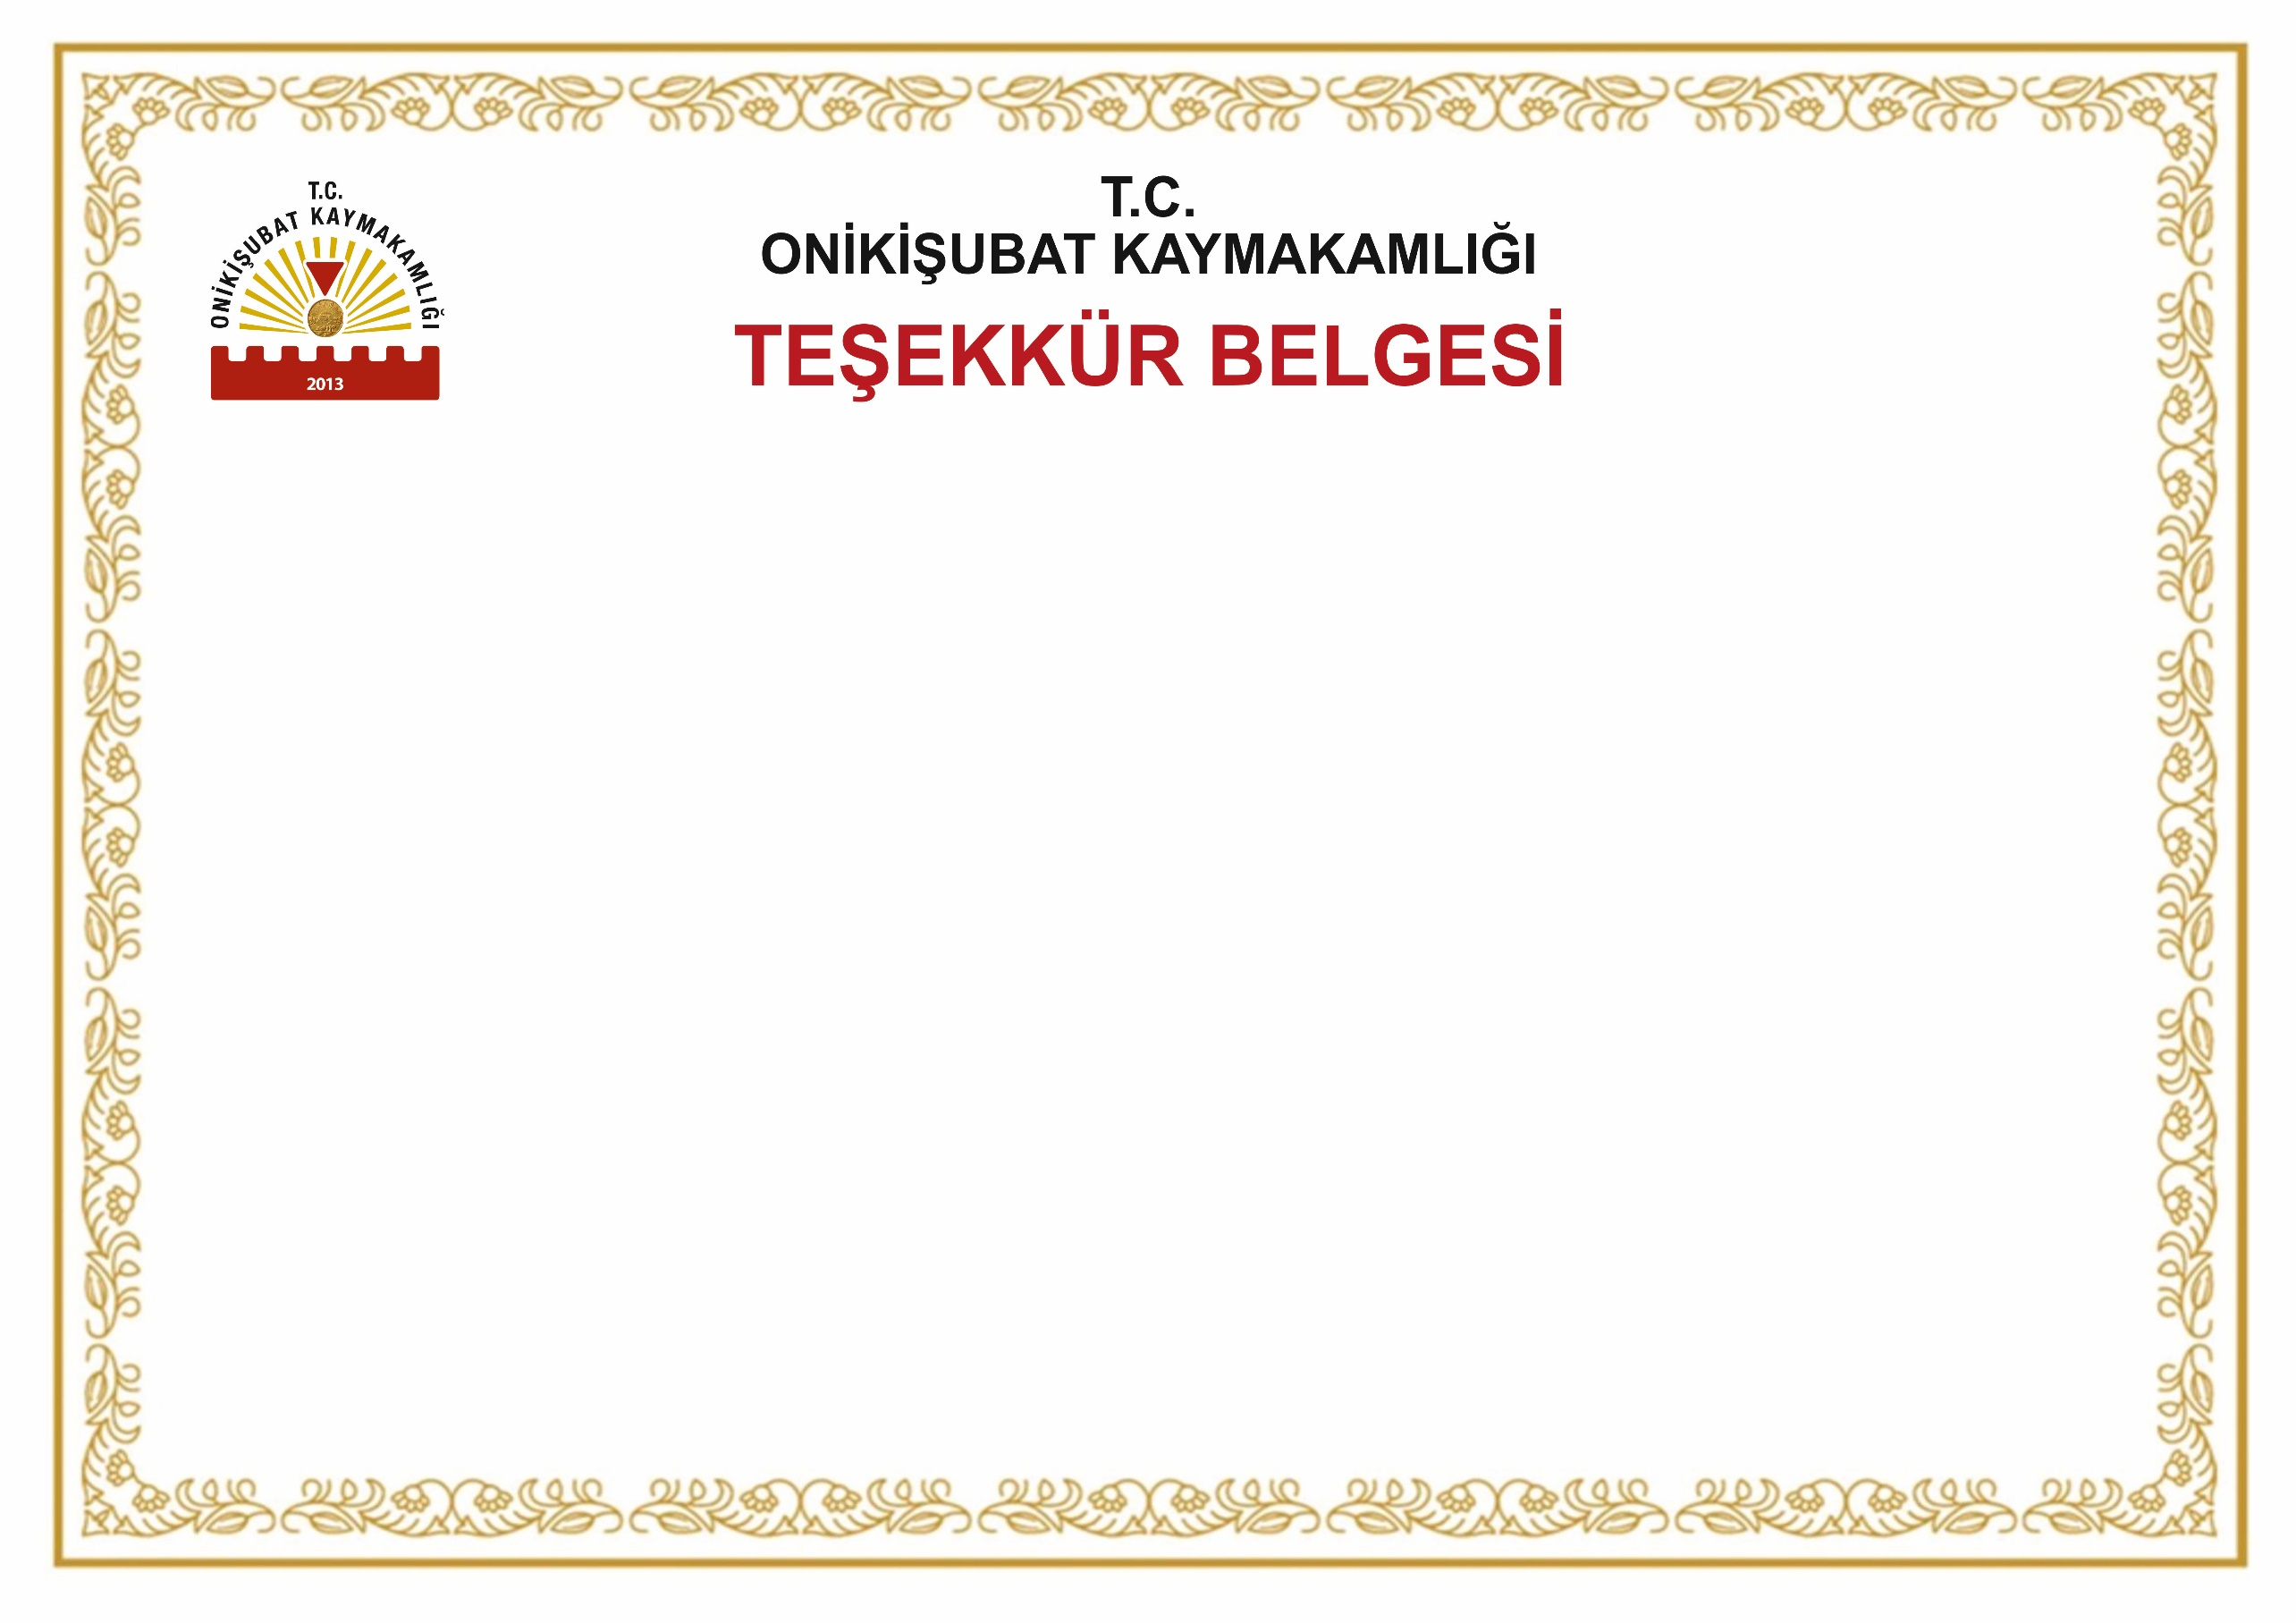 T.C.
ONİKİŞUBAT KAYMAKAMLIĞI
2013
T.C.
ONİKİŞUBAT KAYMAKAMLIĞI
TEŞEKKÜR BELGESİ